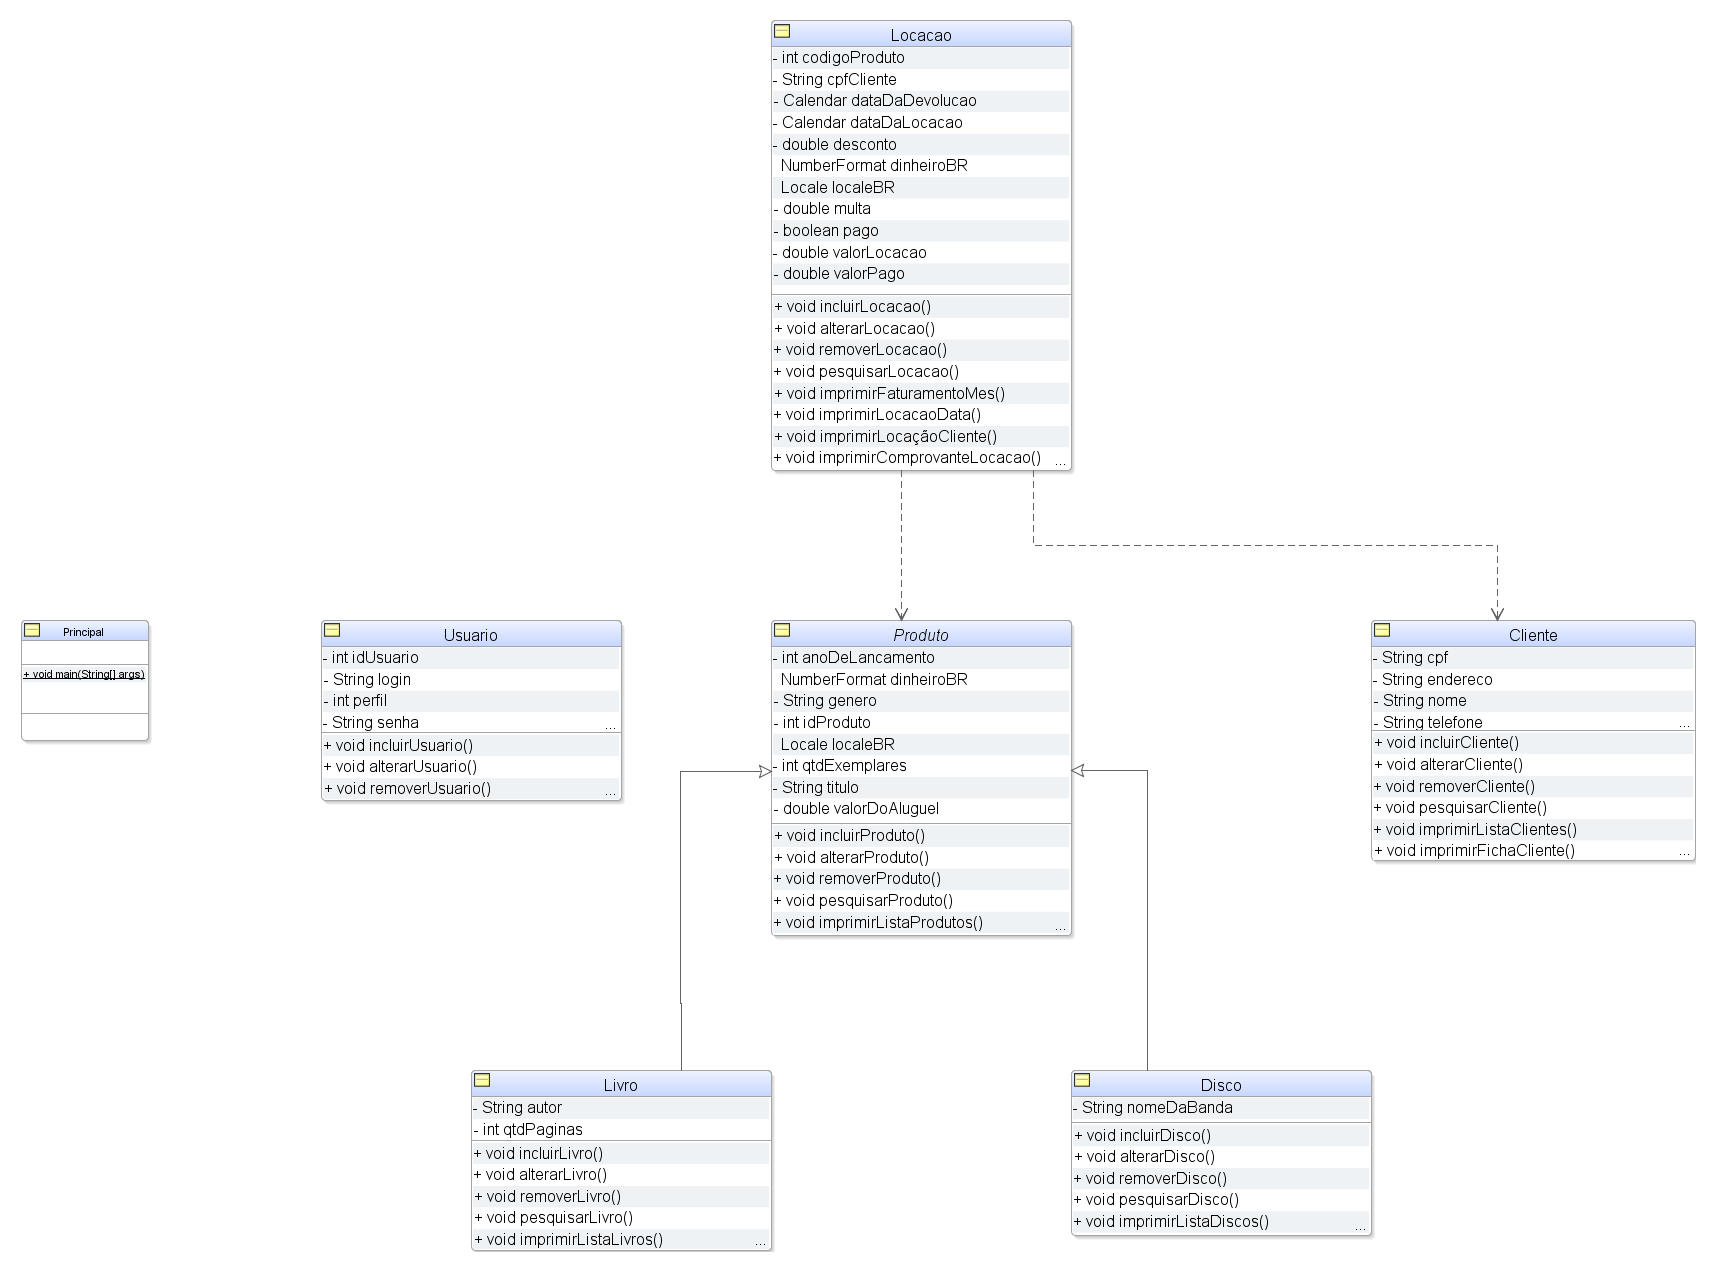 Locacao
- int codigoProduto
- String cpfCliente
- Calendar dataDaDevolucao
- Calendar dataDaLocacao
- double desconto
NumberFormat dinheiroBR
Locale localeBR
- double multa
- boolean pago
- double valorLocacao
- double valorPago
+ void incluirLocacao()
+ void alterarLocacao()
+ void removerLocacao()
+ void pesquisarLocacao()
+ void imprimirFaturamentoMes()
+ void imprimirLocacaoData()
+ void imprimirLocaçãoCliente()
+ void imprimirComprovanteLocacao() ...
Principal
+ void main(String[] args)
Usuario
- int idUsuario
- String login
- int perfil
- String senha ...
+ void incluirUsuario()
+ void alterarUsuario()
+ void removerUsuario() ...
Produto
- int anoDeLancamento
NumberFormat dinheiroBR
- String genero
- int idProduto
Locale localeBR
- int qtdExemplares
- String titulo
- double valorDoAluguel
+ void incluirProduto()
+ void alterarProduto()
+ void removerProduto()
+ void pesquisarProduto()
+ void imprimirListaProdutos() ...
Cliente
- String cpf
- String endereco
- String nome
- String telefone ...
+ void incluirCliente()
+ void alterarCliente()
+ void removerCliente()
+ void pesquisarCliente()
+ void imprimirListaClientes()
+ void imprimirFichaCliente() ...
Livro
- String autor
- int qtdPaginas
+ void incluirLivro()
+ void alterarLivro()
+ void removerLivro()
+ void pesquisarLivro()
+ void imprimirListaLivros() ...
Disco
- String nomeDaBanda
+ void incluirDisco()
+ void alterarDisco()
+ void removerDisco()
+ void pesquisarDisco()
+ void imprimirListaDiscos() ...